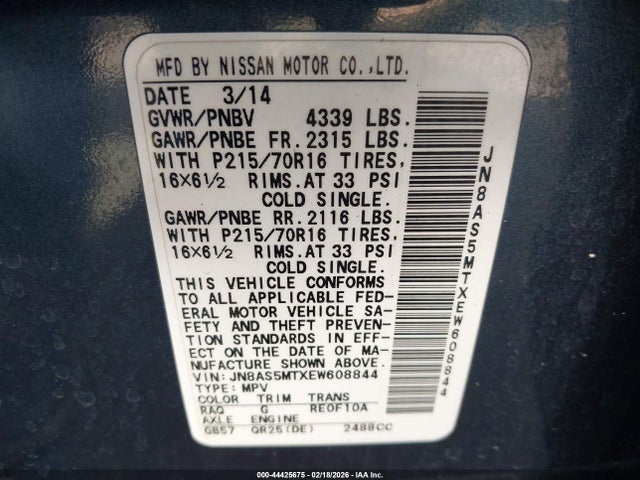 MFD BY NISSAN MOTOR CO.,LTD.
DATE 3/14
GVWR/PNBV 4339 LBS.
GAWR/PNBE FR. 2315 LBS.
WITH P215/70R16 TIRES,
16X6½ RIMS. AT 33 PSI
COLD SINGLE.
GAWR/PNBE RR. 2116 LBS.
WITH P215/70R16 TIRES,
16X6½ RIMS. AT 33 PSI
COLD SINGLE.
THIS VEHICLE CONFORMS
TO ALL APPLICABLE FED-
ERAL MOTOR VEHICLE SA-
FETY AND THEFT PREVEN-
TION STANDARDS IN EFF-
ECT ON THE DATE OF MA-
NUFACTURE SHOWN ABOVE.
VIN: JN8AS5MTXEW608844
TYPE: MPV
COLOR TRIM TRANS
RAQ G RE0F10A
AXLE ENGINE
GB57 QR25(DE) 2488CC
JN8AS5MTXEW608844
000-44425675 - 02/18/2026 - IAA Inc.